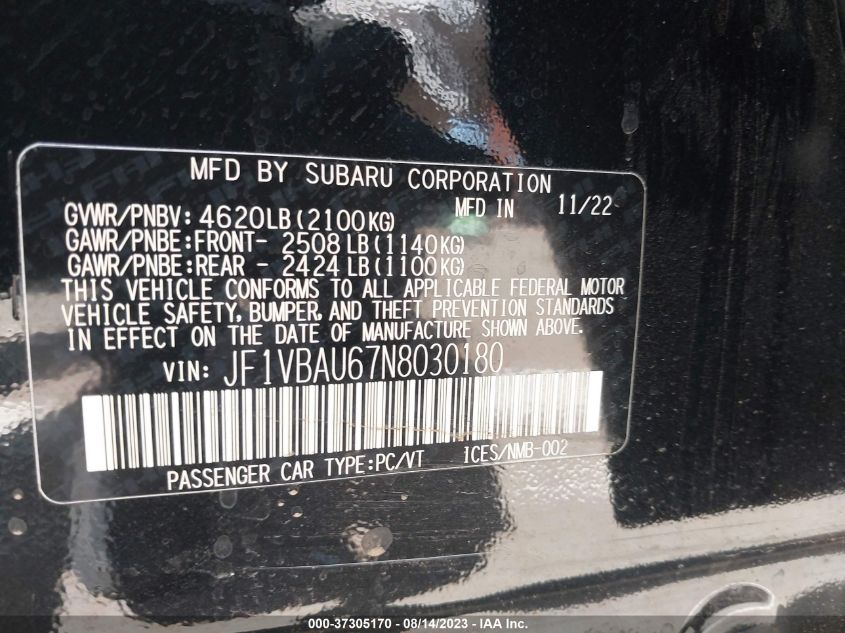 MFD BY SUBARU CORPORATION
GVWR/PNBV: 4620LB(2100KG) MFD IN 11/22
GAWR/PNBE:FRONT- 2508 LB(1140KG)
GAWR/PNBE:REAR - 2424 LB(1100KG)
THIS VEHICLE CONFORMS TO ALL APPLICABLE FEDERAL MOTOR
VEHICLE SAFETY, BUMPER, AND THEFT PREVENTION STANDARDS
IN EFFECT ON THE DATE OF MANUFACTURE SHOWN ABOVE.
VIN: JF1VBAU67N8030180
PASSENGER CAR TYPE:PC/VT ICES/NMB-002
000-37305170 - 08/14/2023 - IAA Inc.